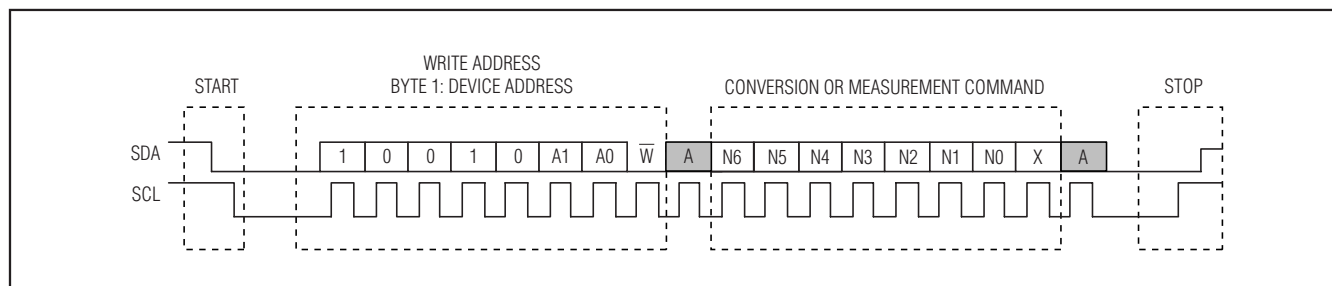 WRITE ADDRESS
START BYTE 1: DEVICE ADDRESS CONVERSION OR MEASUREMENT COMMAND STOP
SDA 1 0 0 1 0 A1 A0 W̅ A N6 N5 N4 N3 N2 N1 N0 X A
SCL